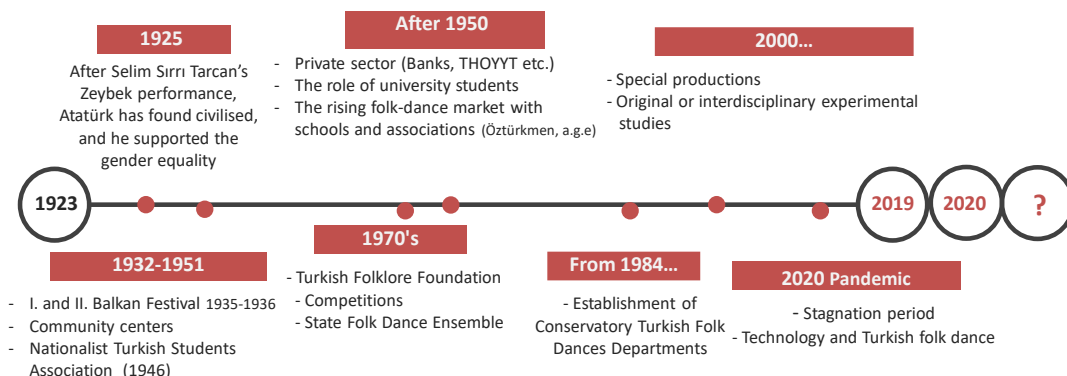 1925
After Selim Sırrı Tarcan's
Zeybek performance,
Atatürk has found civilised,
and he supported the
gender equality
After 1950
- Private sector (Banks, THOYYT etc.)
- The role of university students
- The rising folk-dance market with
schools and associations (Öztürkmen, a.g.e)
2000...
- Special productions
- Original or interdisciplinary experimental
studies
1923
2019
2020
?
1932-1951
- I. and II. Balkan Festival 1935-1936
- Community centers
- Nationalist Turkish Students
Association (1946)
1970's
- Turkish Folklore Foundation
- Competitions
- State Folk Dance Ensemble
From 1984...
- Establishment of
Conservatory Turkish Folk
Dances Departments
2020 Pandemic
- Stagnation period
- Technology and Turkish folk dance